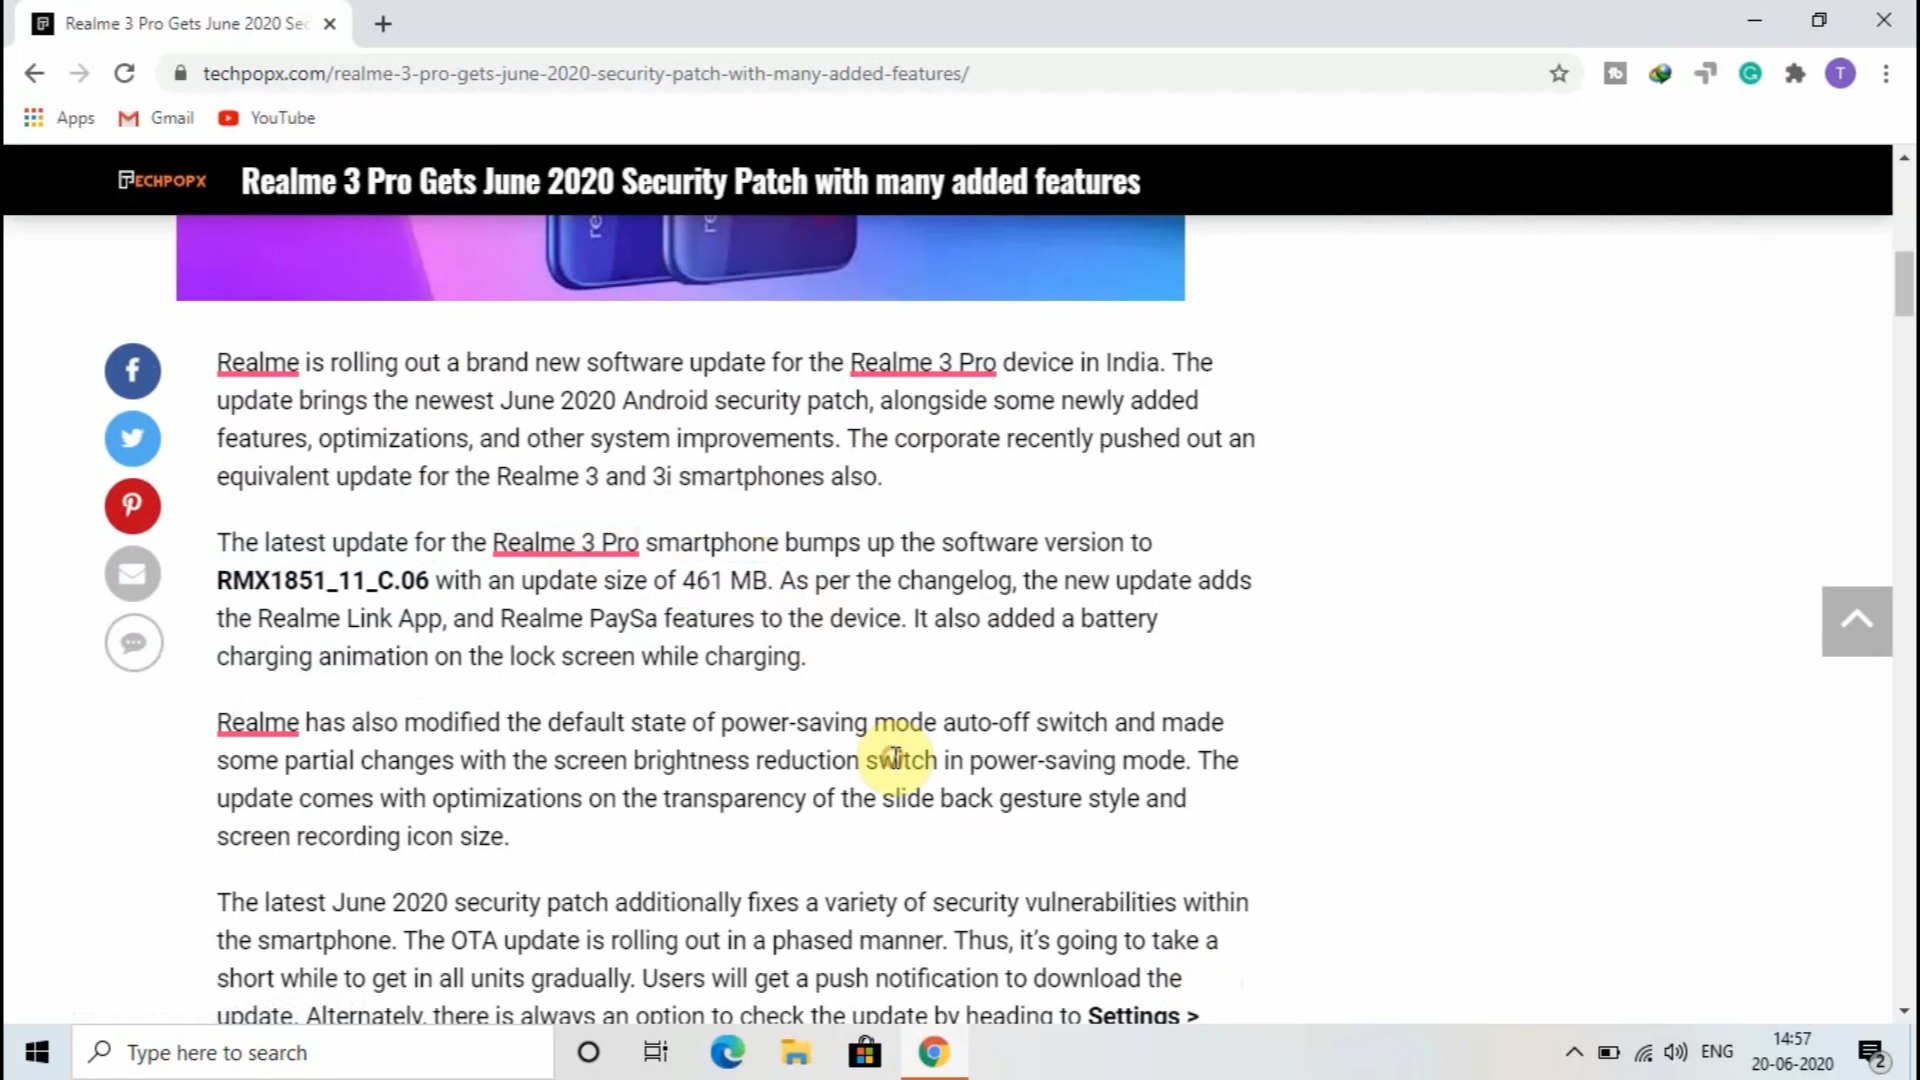 Realme 3 Pro Gets June 2020 Sec
techpopx.com/realme-3-pro-gets-june-2020-security-patch-with-many-added-features/
T
Apps Gmail YouTube
TECHPOPX Realme 3 Pro Gets June 2020 Security Patch with many added features
Realme is rolling out a brand new software update for the Realme 3 Pro device in India. The
update brings the newest June 2020 Android security patch, alongside some newly added
features, optimizations, and other system improvements. The corporate recently pushed out an
equivalent update for the Realme 3 and 3i smartphones also.
The latest update for the Realme 3 Pro smartphone bumps up the software version to
RMX1851_11_C.06 with an update size of 461 MB. As per the changelog, the new update adds
the Realme Link App, and Realme PaySa features to the device. It also added a battery
charging animation on the lock screen while charging.
Realme has also modified the default state of power-saving mode auto-off switch and made
some partial changes with the screen brightness reduction switch in power-saving mode. The
update comes with optimizations on the transparency of the slide back gesture style and
screen recording icon size.
The latest June 2020 security patch additionally fixes a variety of security vulnerabilities within
the smartphone. The OTA update is rolling out in a phased manner. Thus, it's going to take a
short while to get in all units gradually. Users will get a push notification to download the
update. Alternately, there is always an option to check the update by heading to Settings >
Type here to search
ENG
14:57
20-06-2020
2